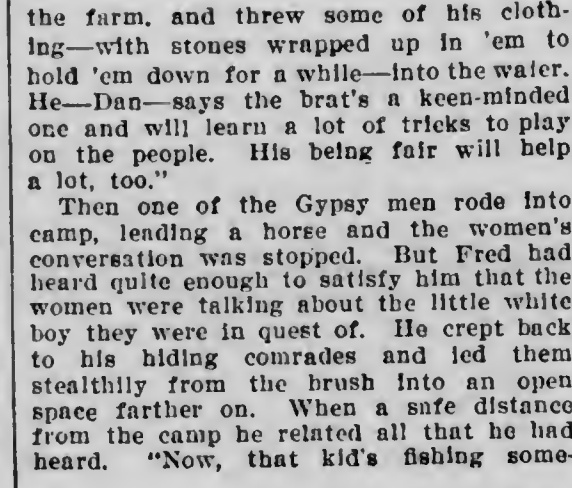 the farm, and threw some of his cloth-
ing—with stones wrapped up in 'em to
hold 'em down for a while—into the water.
He—Dan—says the brat's a keen-minded
one and will learn a lot of tricks to play
on the people. His being fair will help
a lot, too."
Then one of the Gypsy men rode into
camp, leading a horse and the women's
conversation was stopped. But Fred had
heard quite enough to satisfy him that the
women were talking about the little white
boy they were in quest of. He crept back
to his hiding comrades and led them
stealthily from the brush into an open
space farther on. When a safe distance
from the camp he related all that he had
heard. "Now, that kid's fishing some-